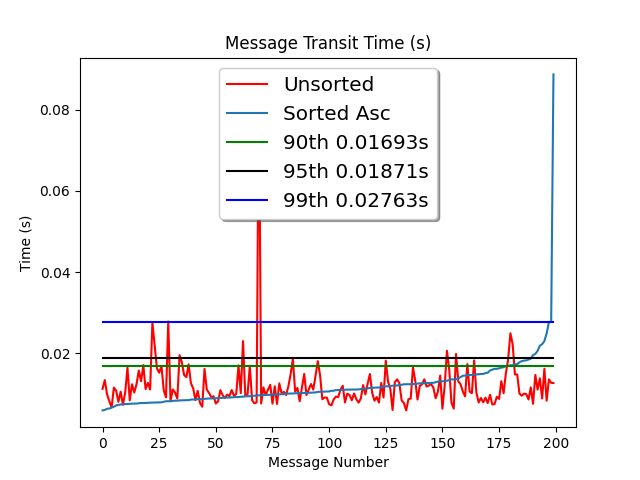 Message Transit Time (s)
Unsorted
Sorted Asc
90th 0.01693s
95th 0.01871s
99th 0.02763s
0.08
0.06
0.04
0.02
Time (s)
0 25 50 75 100 125 150 175 200
Message Number